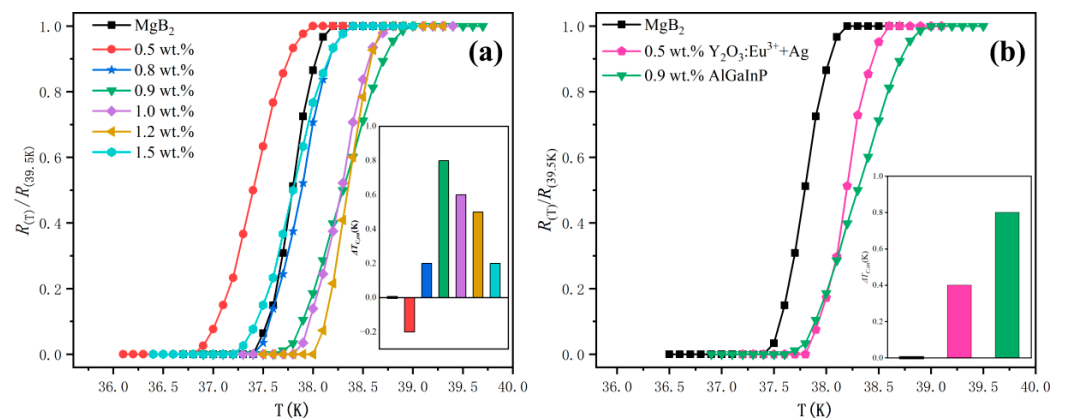 MgB₂
0.5 wt.%
0.8 wt.%
0.9 wt.%
1.0 wt.%
1.2 wt.%
1.5 wt.%
(a)
R(T)/R(39.5K)
1.0
0.8
0.6
0.4
0.2
0.0
36.0 36.5 37.0 37.5 38.0 38.5 39.0 39.5 40.0
T(K)
ΔTC,on(K)
1.0
0.8
0.6
0.4
0.2
0.0
−0.2
MgB₂
0.5 wt.% Y₂O₃:Eu³⁺+Ag
0.9 wt.% AlGaInP
(b)
R(T)/R(39.5K)
1.0
0.8
0.6
0.4
0.2
0.0
36.0 36.5 37.0 37.5 38.0 38.5 39.0 39.5 40.0
T(K)
ΔTC,on(K)
1.0
0.8
0.6
0.4
0.2
0.0